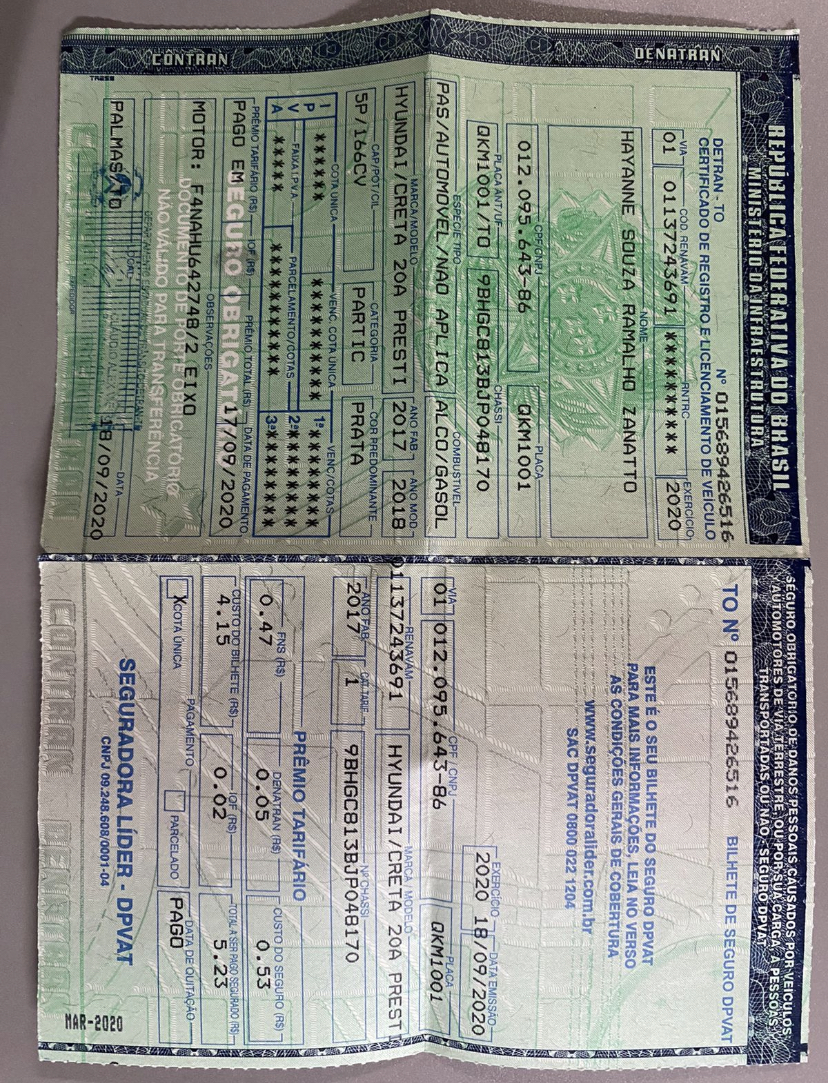 REPÚBLICA FEDERATIVA DO BRASIL
MINISTÉRIO DA INFRAESTRUTURA
CONTRAN
DENATRAN
DETRAN - TO Nº 015689426516
CERTIFICADO DE REGISTRO E LICENCIAMENTO DE VEÍCULO
VIA COD. RENAVAM RNTRC EXERCÍCIO
01 01137243691 ********** 2020
NOME
HAYANNE SOUZA RAMALHO ZANATTO
CPF/CNPJ PLACA
012.095.643-86 QKM1001
PLACA ANT/UF CHASSI
QKM1001/TO 9BHGC813BJP048170
ESPÉCIE TIPO COMBUSTÍVEL
PAS/AUTOMOVEL/NAO APLICA ALCO/GASOL
MARCA/MODELO ANO FAB. ANO MOD.
HYUNDAI/CRETA 20A PRESTI 2017 2018
CAP/POT/CIL CATEGORIA COR PREDOMINANTE
5P/166CV PARTIC PRATA
IPVA
COTA ÚNICA VENC. COTA ÚNICA VENC/COTAS
****** 1ª
FAIXA I.P.V.A. PARCELAMENTO/COTAS 2ª
***** 3ª
PRÊMIO TARIFÁRIO (R$) IOF (R$) PRÊMIO TOTAL (R$) DATA DE PAGAMENTO
PAGO EM 17/09/2020
SEGURO OBRIGATÓRIO
OBSERVAÇÕES
MOTOR: F4NAHU642748/2 EIXO
DOCUMENTO DE PORTE OBRIGATÓRIO
NÃO VÁLIDO PARA TRANSFERÊNCIA
LOCAL DATA
PALMAS/TO 18/09/2020
SEGURO OBRIGATÓRIO DE DANOS PESSOAIS CAUSADOS POR VEÍCULOS
AUTOMOTORES DE VIA TERRESTRE, OU POR SUA CARGA, A PESSOAS
TRANSPORTADAS OU NÃO - SEGURO DPVAT
TO Nº 015689426516 BILHETE DE SEGURO DPVAT
ESTE É O SEU BILHETE DO SEGURO DPVAT
PARA MAIS INFORMAÇÕES, LEIA NO VERSO
AS CONDIÇÕES GERAIS DE COBERTURA
www.seguradoralider.com.br
SAC DPVAT 0800 022 1204
EXERCÍCIO DATA EMISSÃO
2020 18/09/2020
VIA CPF / CNPJ PLACA
01 012.095.643-86 QKM1001
RENAVAM MARCA / MODELO
01137243691 HYUNDAI/CRETA 20A PREST
ANO FAB. CAT. TARIF. Nº CHASSI
2017 1 9BHGC813BJP048170
PRÊMIO TARIFÁRIO
FNS (R$) DENATRAN (R$) CUSTO DO SEGURO (R$)
0.47 0.05 0.53
CUSTO DO BILHETE (R$) IOF (R$) TOTAL A SER PAGO SEGURADO (R$)
4.15 0.02 5.23
PAGAMENTO DATA DE QUITAÇÃO
X COTA ÚNICA PARCELADO PAGO
SEGURADORA LÍDER - DPVAT
CNPJ 09.248.608/0001-04
MAR-2020
CONTRAN DENATRAN